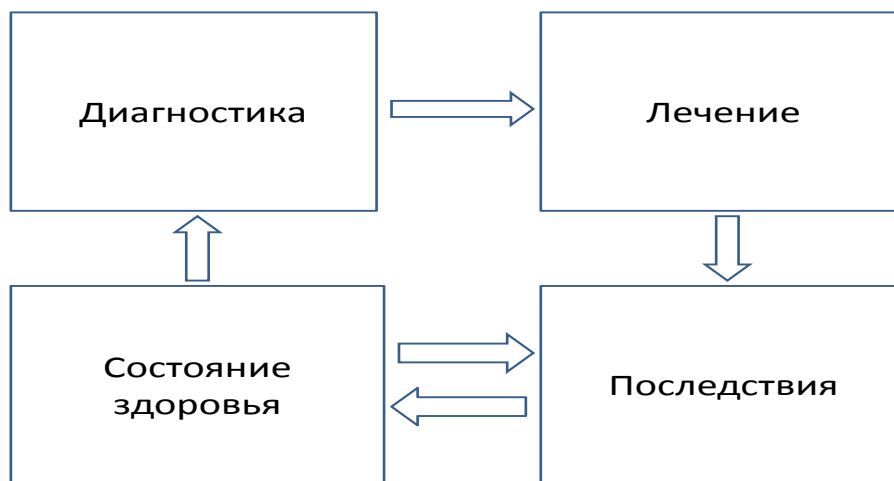 Диагностика
Лечение
Состояние
здоровья
Последствия